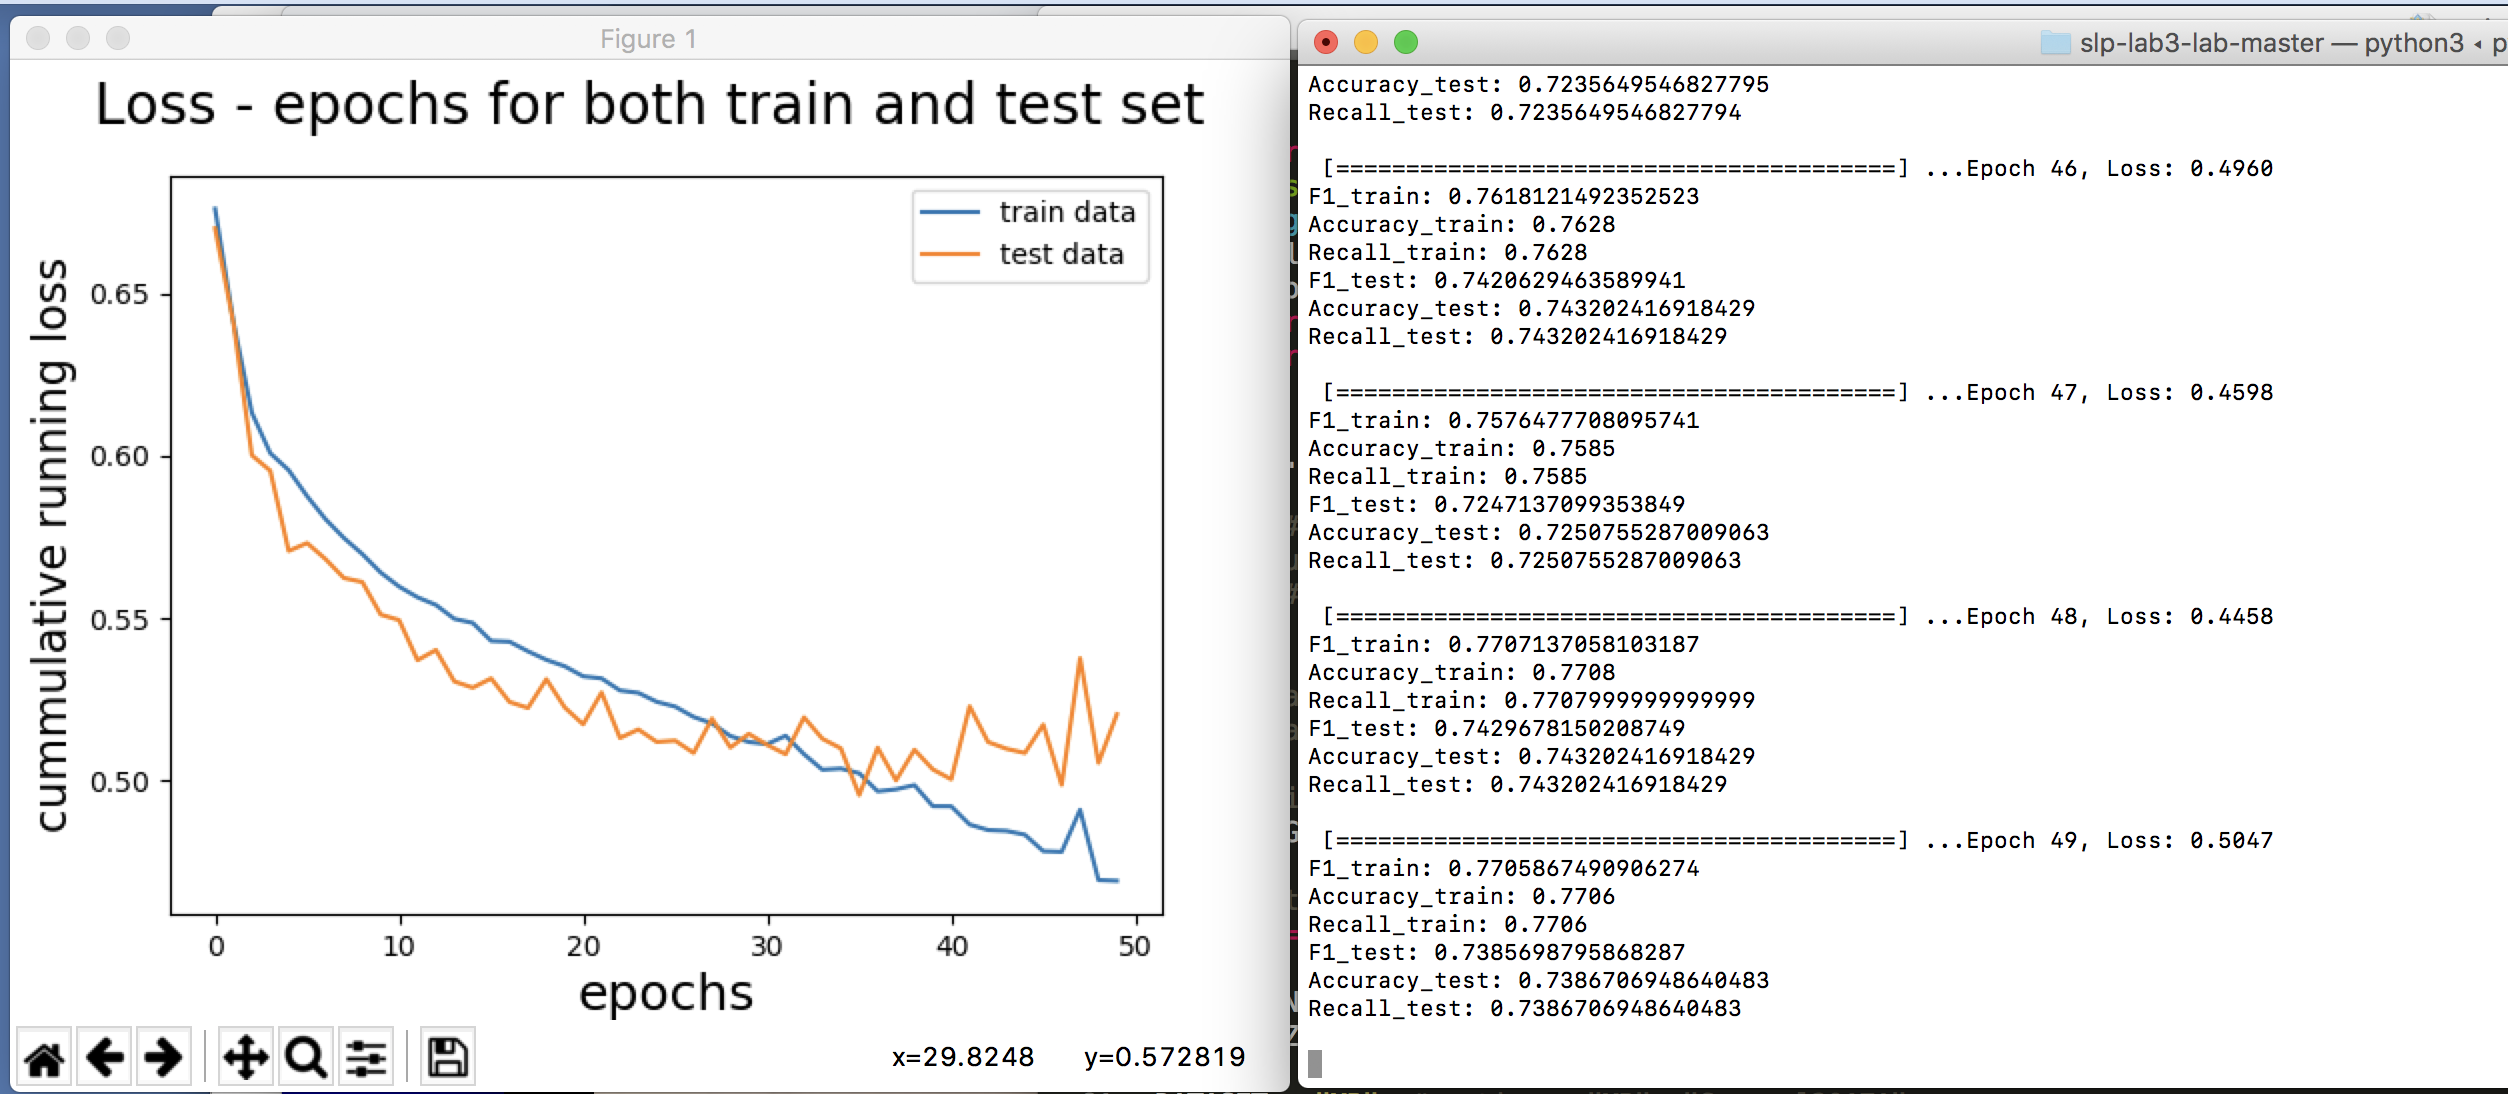 Figure 1
Loss - epochs for both train and test set
cummulative running loss
0.65
0.60
0.55
0.50
train data
test data
0 10 20 30 40 50
epochs
x=29.8248 y=0.572819
slp-lab3-lab-master — python3 ◂ p
Accuracy_test: 0.7235649546827795
Recall_test: 0.7235649546827794
[========================================] ...Epoch 46, Loss: 0.4960
F1_train: 0.7618121492352523
Accuracy_train: 0.7628
Recall_train: 0.7628
F1_test: 0.7420629463589941
Accuracy_test: 0.743202416918429
Recall_test: 0.743202416918429
[========================================] ...Epoch 47, Loss: 0.4598
F1_train: 0.7576477708095741
Accuracy_train: 0.7585
Recall_train: 0.7585
F1_test: 0.7247137099353849
Accuracy_test: 0.7250755287009063
Recall_test: 0.7250755287009063
[========================================] ...Epoch 48, Loss: 0.4458
F1_train: 0.7707137058103187
Accuracy_train: 0.7708
Recall_train: 0.7707999999999999
F1_test: 0.7429678150208749
Accuracy_test: 0.743202416918429
Recall_test: 0.743202416918429
[========================================] ...Epoch 49, Loss: 0.5047
F1_train: 0.7705867490906274
Accuracy_train: 0.7706
Recall_train: 0.7706
F1_test: 0.7385698795868287
Accuracy_test: 0.7386706948640483
Recall_test: 0.7386706948640483